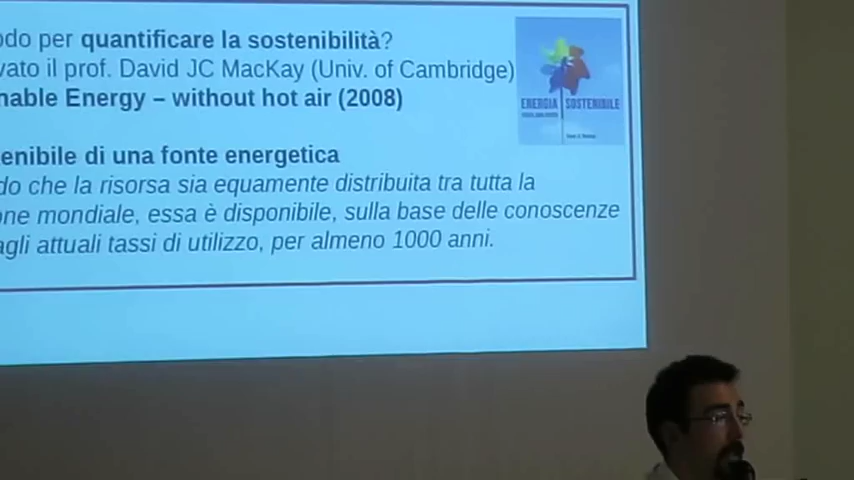 odo per quantificare la sostenibilità?
vato il prof. David JC MacKay (Univ. of Cambridge)
nable Energy – without hot air (2008)
ENERGIA SOSTENIBILE
enibile di una fonte energetica
do che la risorsa sia equamente distribuita tra tutta la
one mondiale, essa è disponibile, sulla base delle conoscenze
agli attuali tassi di utilizzo, per almeno 1000 anni.